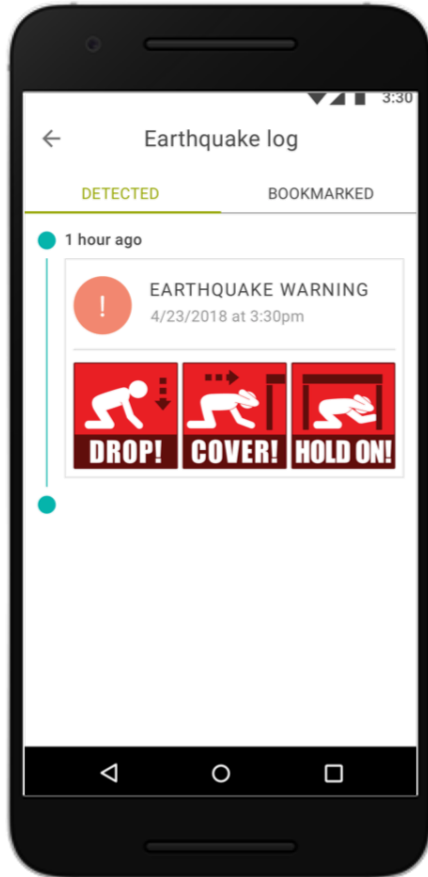 3:30
Earthquake log
DETECTED BOOKMARKED
1 hour ago
!
EARTHQUAKE WARNING
4/23/2018 at 3:30pm
DROP! COVER! HOLD ON!